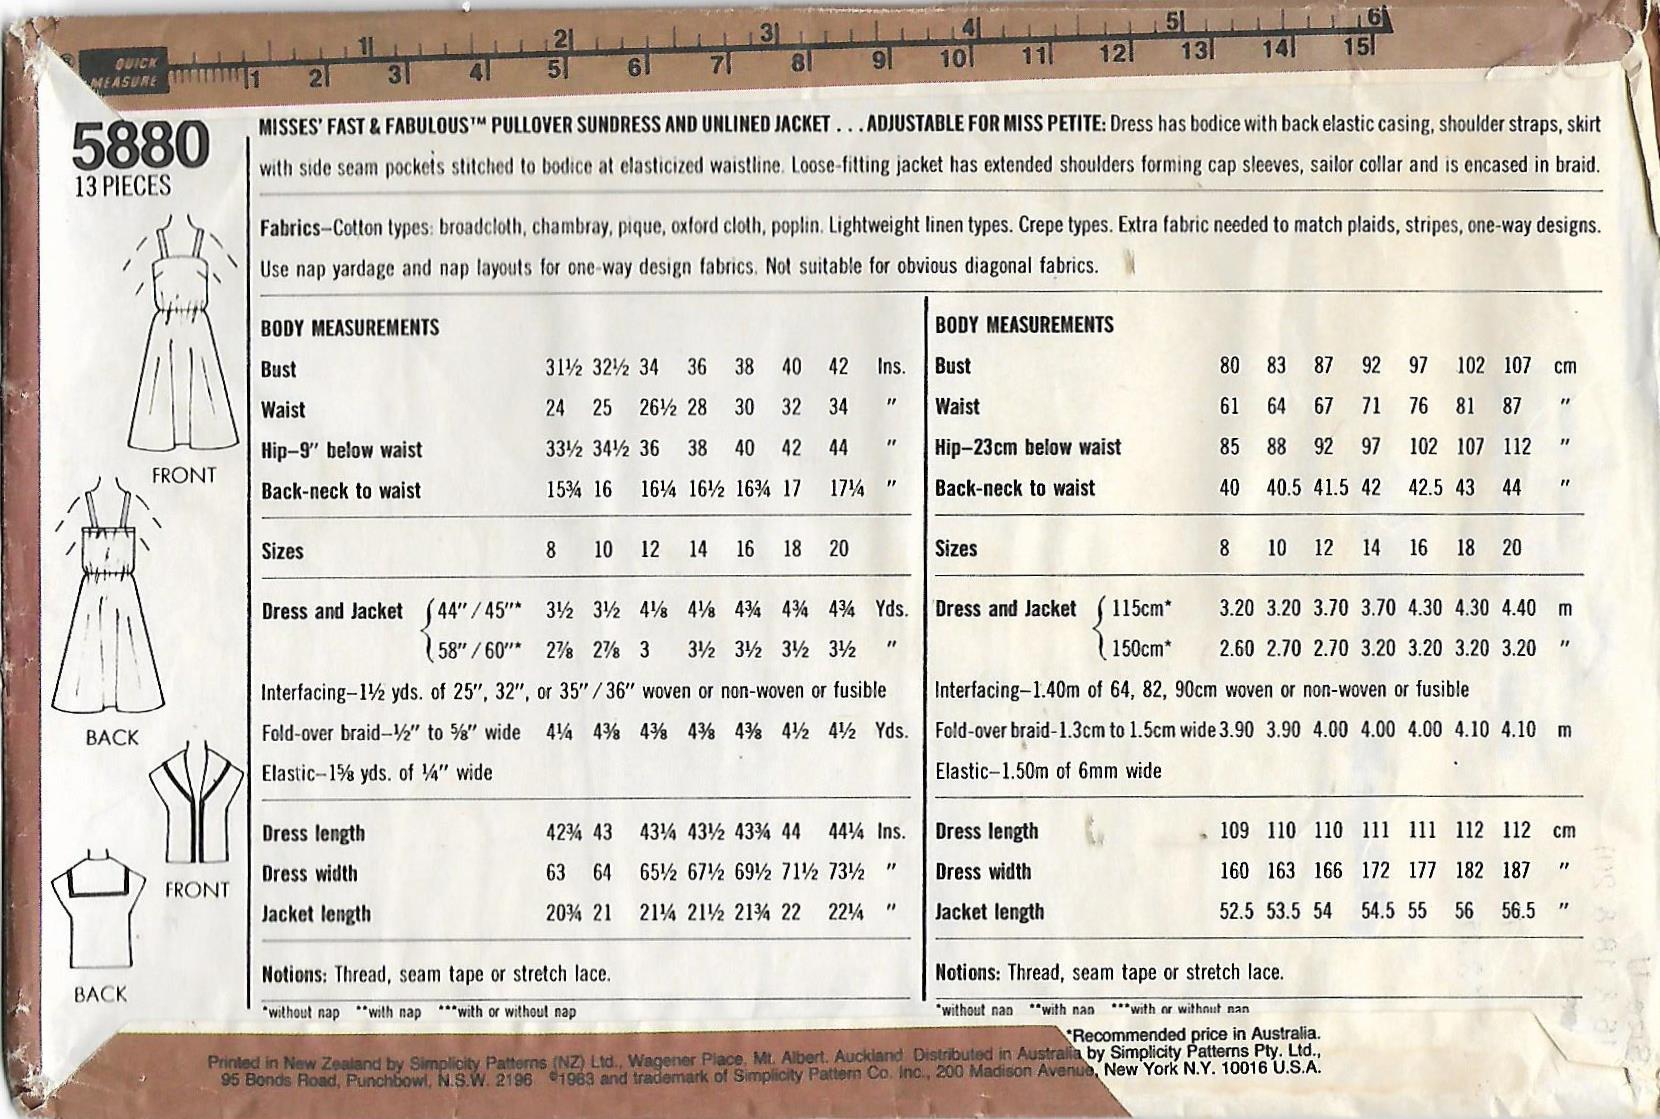 QUICK
MEASURE
1 2 3 4 5 6
1 2 3 4 5 6 7 8 9 10 11 12 13 14 15
5880
13 PIECES
FRONT
BACK
FRONT
BACK
MISSES' FAST & FABULOUS™ PULLOVER SUNDRESS AND UNLINED JACKET . . . ADJUSTABLE FOR MISS PETITE: Dress has bodice with back elastic casing, shoulder straps, skirt
with side seam pockets stitched to bodice at elasticized waistline. Loose-fitting jacket has extended shoulders forming cap sleeves, sailor collar and is encased in braid.
Fabrics–Cotton types: broadcloth, chambray, pique, oxford cloth, poplin. Lightweight linen types. Crepe types. Extra fabric needed to match plaids, stripes, one-way designs.
Use nap yardage and nap layouts for one-way design fabrics. Not suitable for obvious diagonal fabrics.
BODY MEASUREMENTS
Bust 31½ 32½ 34 36 38 40 42 Ins.
Waist 24 25 26½ 28 30 32 34 "
Hip–9" below waist 33½ 34½ 36 38 40 42 44 "
Back-neck to waist 15¾ 16 16¼ 16½ 16¾ 17 17¼ "
Sizes 8 10 12 14 16 18 20
Dress and Jacket 44"/45"* 3½ 3½ 4⅛ 4⅛ 4¾ 4¾ 4¾ Yds.
58"/60"* 2⅞ 2⅞ 3 3½ 3½ 3½ 3½ "
Interfacing–1½ yds. of 25", 32", or 35"/36" woven or non-woven or fusible
Fold-over braid–½" to ⅝" wide 4¼ 4⅜ 4⅜ 4⅜ 4⅜ 4½ 4½ Yds.
Elastic–1⅝ yds. of ¼" wide
Dress length 42¾ 43 43¼ 43½ 43¾ 44 44¼ Ins.
Dress width 63 64 65½ 67½ 69½ 71½ 73½ "
Jacket length 20¾ 21 21¼ 21½ 21¾ 22 22¼ "
Notions: Thread, seam tape or stretch lace.
*without nap **with nap ***with or without nap
BODY MEASUREMENTS
Bust 80 83 87 92 97 102 107 cm
Waist 61 64 67 71 76 81 87 "
Hip–23cm below waist 85 88 92 97 102 107 112 "
Back-neck to waist 40 40.5 41.5 42 42.5 43 44 "
Sizes 8 10 12 14 16 18 20
Dress and Jacket 115cm* 3.20 3.20 3.70 3.70 4.30 4.30 4.40 m
150cm* 2.60 2.70 2.70 3.20 3.20 3.20 3.20 "
Interfacing–1.40m of 64, 82, 90cm woven or non-woven or fusible
Fold-over braid-1.3cm to 1.5cm wide 3.90 3.90 4.00 4.00 4.00 4.10 4.10 m
Elastic–1.50m of 6mm wide
Dress length 109 110 110 111 111 112 112 cm
Dress width 160 163 166 172 177 182 187 "
Jacket length 52.5 53.5 54 54.5 55 56 56.5 "
Notions: Thread, seam tape or stretch lace.
*without nap **with nap ***with or without nap
*Recommended price in Australia.
Printed in New Zealand by Simplicity Patterns (NZ) Ltd., Wagener Place, Mt. Albert. Auckland. Distributed in Australia by Simplicity Patterns Pty. Ltd.,
95 Bonds Road, Punchbowl, N.S.W. 2196 ©1983 and trademark of Simplicity Pattern Co. Inc., 200 Madison Avenue, New York N.Y. 10016 U.S.A.